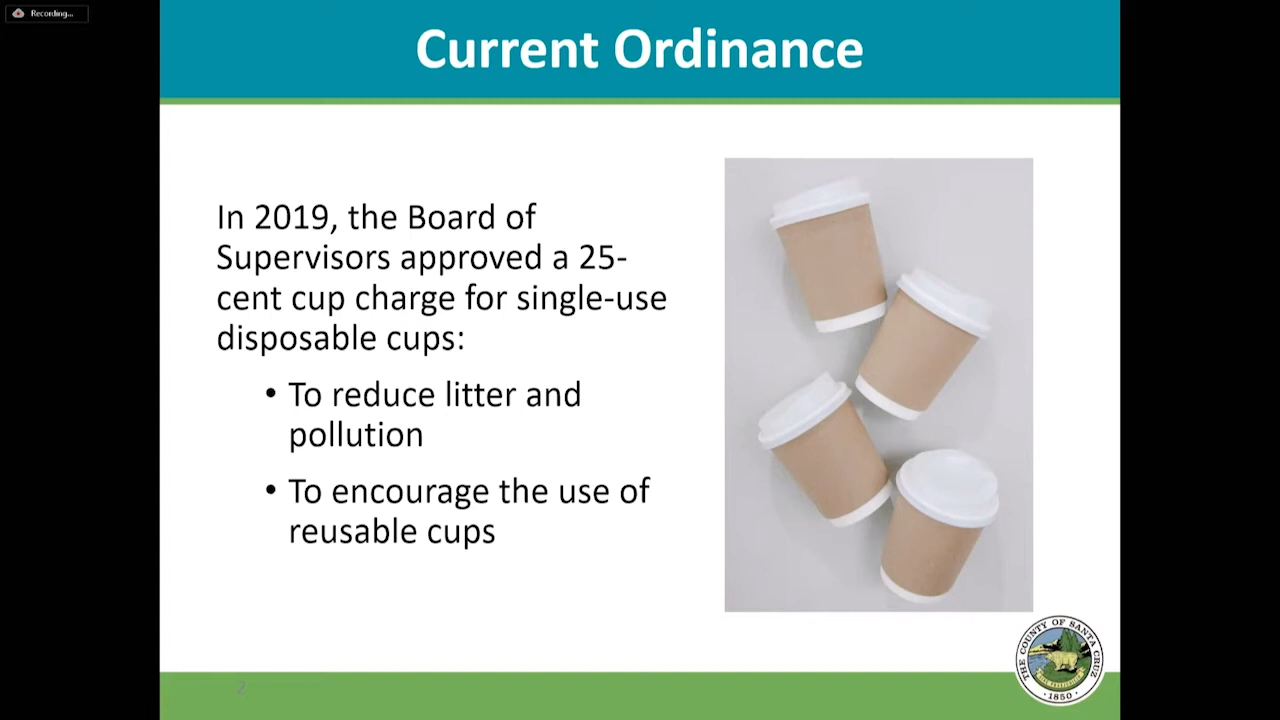 Recording...
Current Ordinance
In 2019, the Board of
Supervisors approved a 25-
cent cup charge for single-use
disposable cups:
• To reduce litter and
pollution
• To encourage the use of
reusable cups
THE COUNTY OF SANTA CRUZ
1850
2